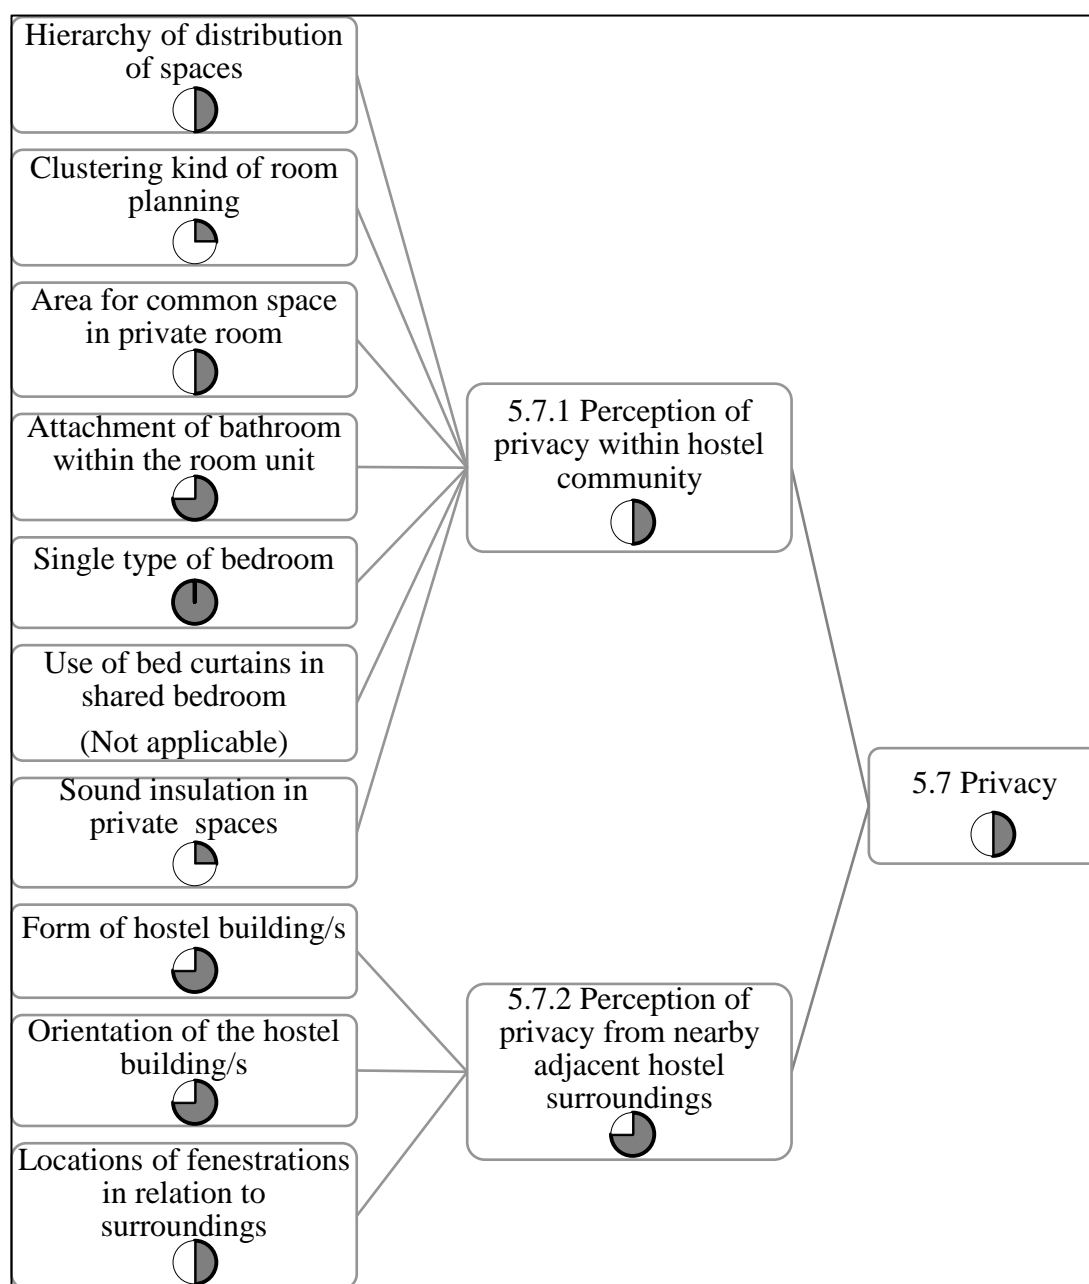 Hierarchy of distribution
of spaces
Clustering kind of room
planning
Area for common space
in private room
Attachment of bathroom
within the room unit
Single type of bedroom
Use of bed curtains in
shared bedroom
(Not applicable)
Sound insulation in
private spaces
Form of hostel building/s
Orientation of the hostel
building/s
Locations of fenestrations
in relation to
surroundings
5.7.1 Perception of
privacy within hostel
community
5.7.2 Perception of
privacy from nearby
adjacent hostel
surroundings
5.7 Privacy